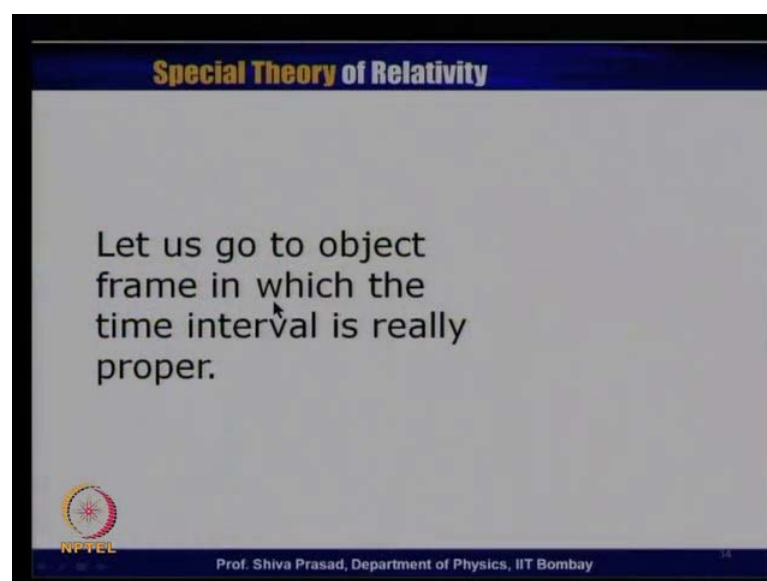 Special Theory of Relativity
Let us go to object
frame in which the
time interval is really
proper.
NPTEL
Prof. Shiva Prasad, Department of Physics, IIT Bombay
34